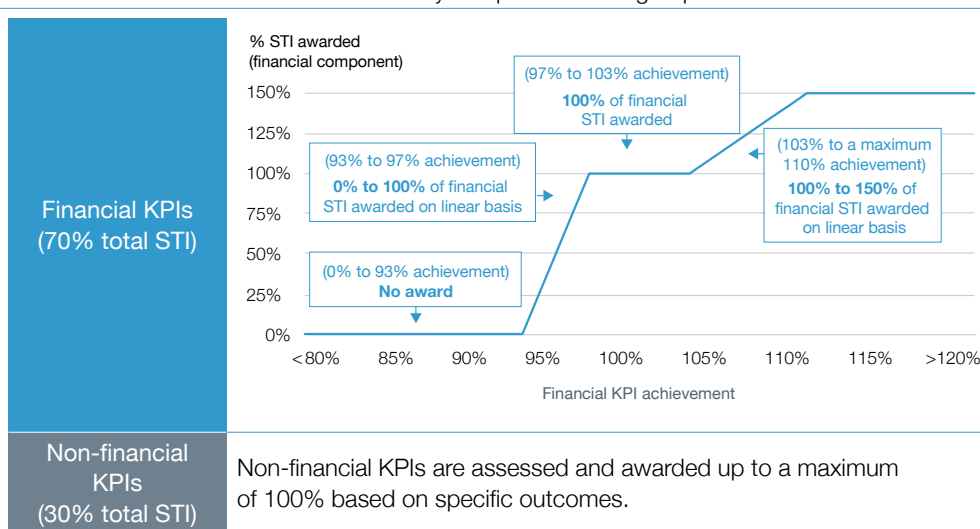 Financial KPIs
(70% total STI)
% STI awarded
(financial component)
150%
125%
100%
75%
50%
25%
0%
(97% to 103% achievement)
100% of financial
STI awarded
(93% to 97% achievement)
0% to 100% of financial
STI awarded on linear basis
(103% to a maximum
110% achievement)
100% to 150% of
financial STI awarded
on linear basis
(0% to 93% achievement)
No award
<80% 85% 90% 95% 100% 105% 110% 115% >120%
Financial KPI achievement
Non-financial
KPIs
(30% total STI)
Non-financial KPIs are assessed and awarded up to a maximum
of 100% based on specific outcomes.